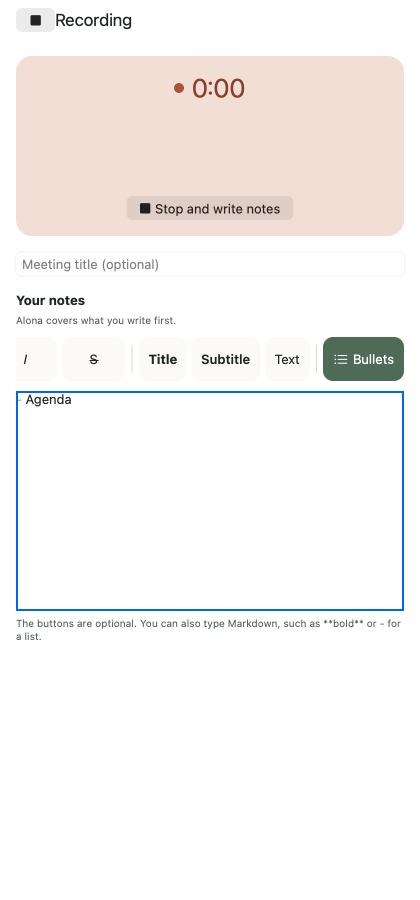 Recording
0:00
Stop and write notes
Meeting title (optional)
Your notes
Alona covers what you write first.
I S Title Subtitle Text Bullets
- Agenda
The buttons are optional. You can also type Markdown, such as **bold** or - for
a list.